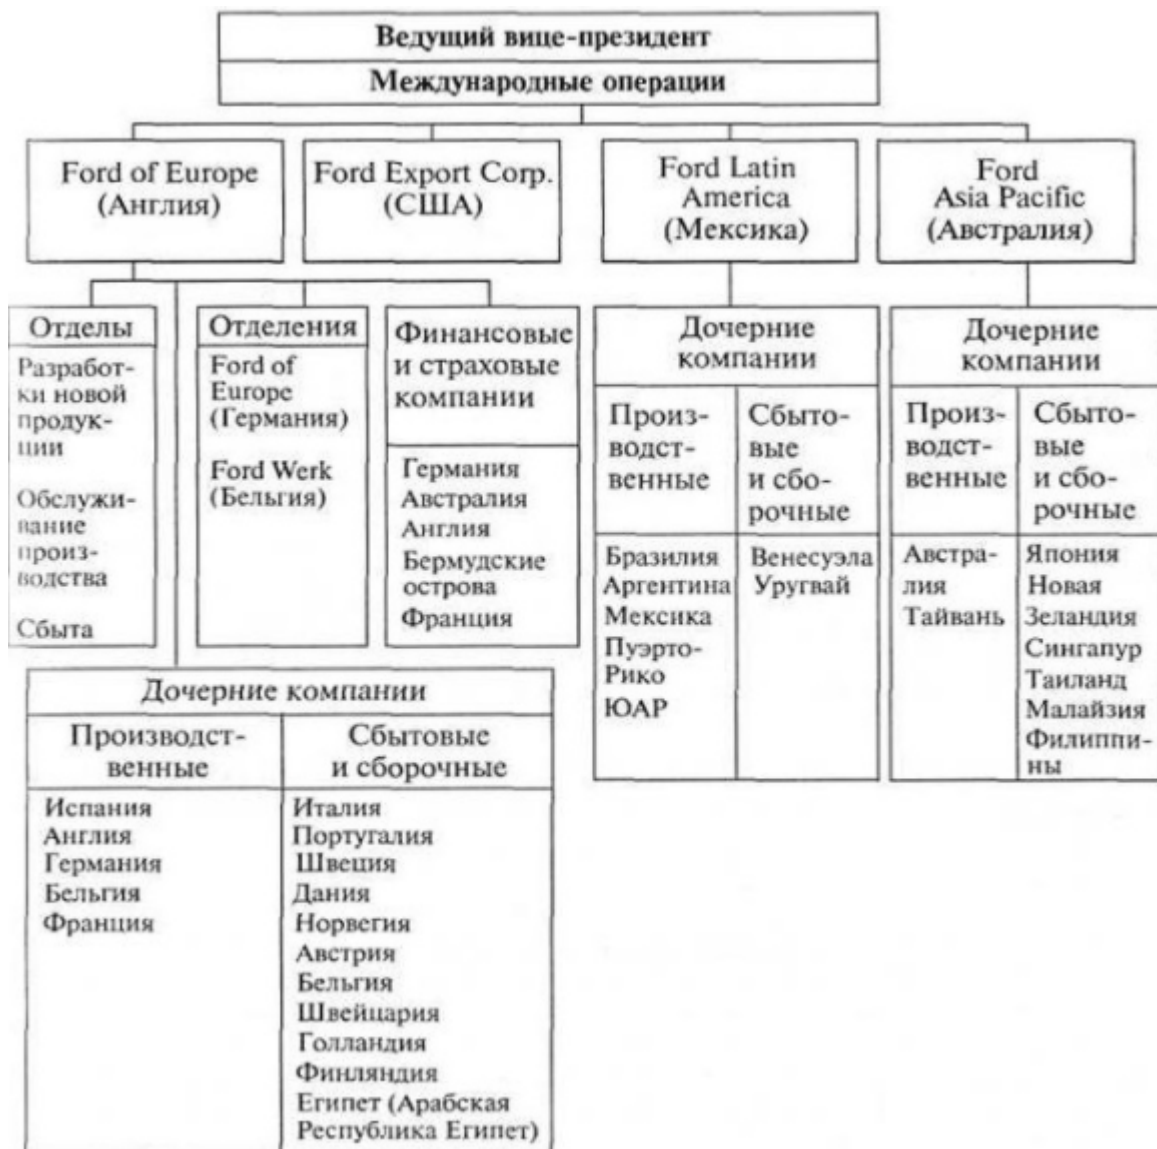 Ведущий вице-президент
Международные операции
Ford of Europe
(Англия)
Ford Export Corp.
(США)
Ford Latin
America
(Мексика)
Ford
Asia Pacific
(Австралия)
Отделы
Разработ-
ки новой
продук-
ции
Обслужи-
вание
произ-
водства
Сбыта
Отделения
Ford of
Europe
(Германия)
Ford Werk
(Бельгия)
Финансовые
и страховые
компании
Германия
Австралия
Англия
Бермудские
острова
Франция
Дочерние
компании
Произ-
водст-
венные
Сбыто-
вые
и сбо-
рочные
Бразилия
Аргентина
Мексика
Пуэрто-
Рико
ЮАР
Венесуэла
Уругвай
Дочерние
компании
Произ-
водст-
венные
Сбыто-
вые
и сбо-
рочные
Австра-
лия
Тайвань
Япония
Новая
Зеландия
Сингапур
Таиланд
Малайзия
Филиппи-
ны
Дочерние компании
Производст-
венные
Сбытовые
и сборочные
Испания
Англия
Германия
Бельгия
Франция
Италия
Португалия
Швеция
Дания
Норвегия
Австрия
Бельгия
Швейцария
Голландия
Финляндия
Египет (Арабская
Республика Египет)